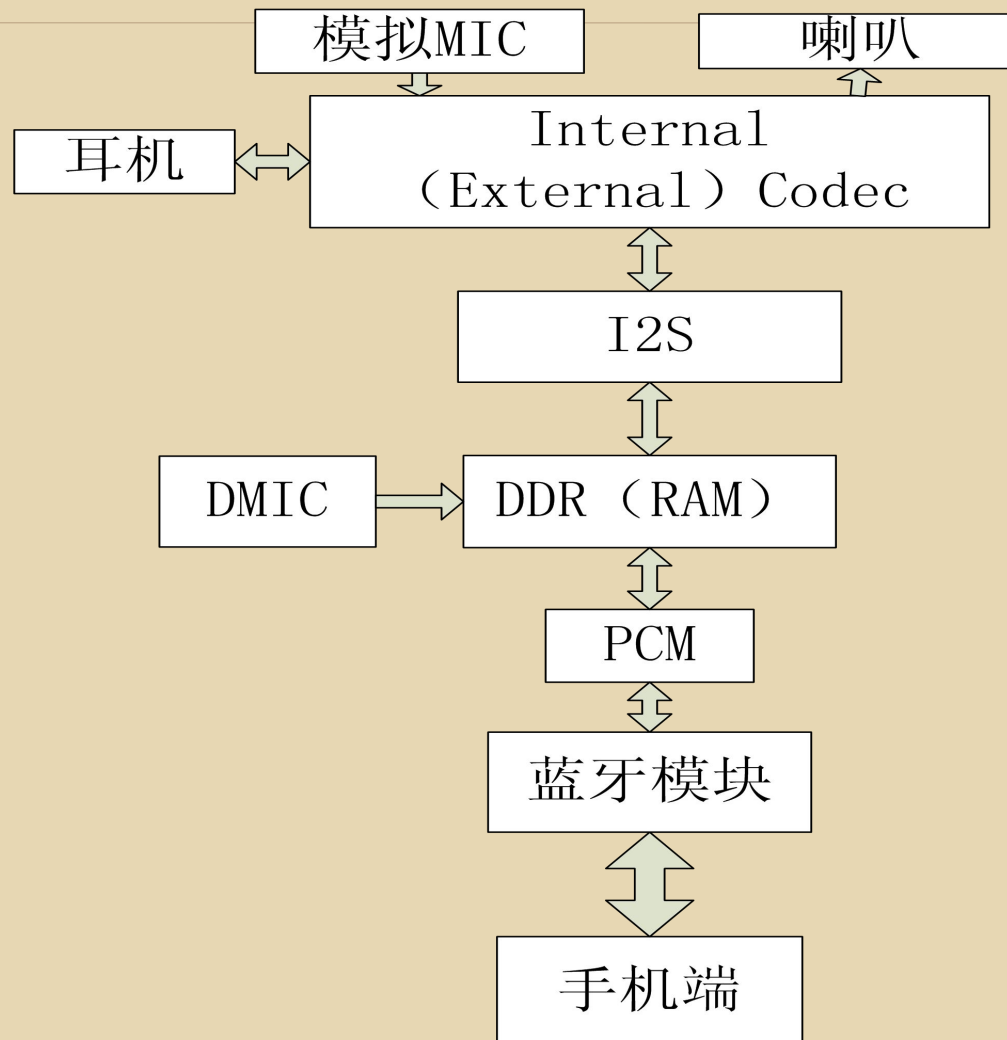 模拟MIC
喇叭
耳机
Internal
（External）Codec
I2S
DMIC
DDR（RAM）
PCM
蓝牙模块
手机端